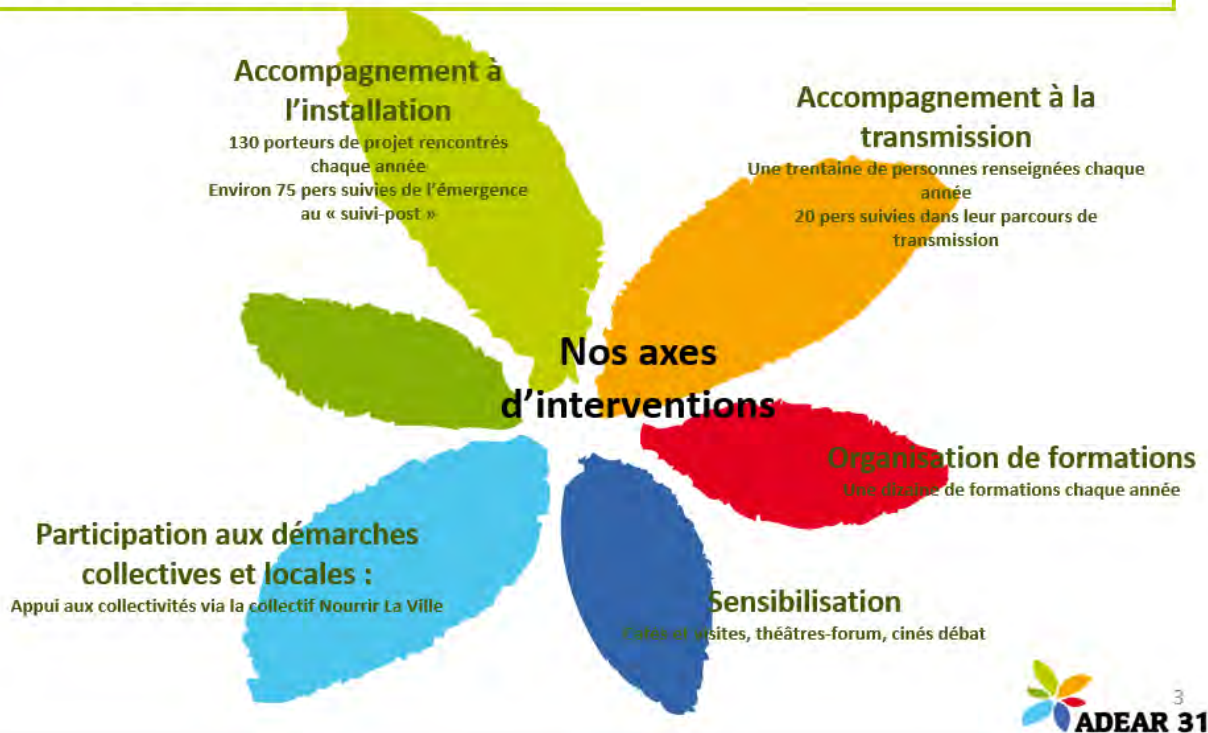 Accompagnement à
l'installation
130 porteurs de projet rencontrés
chaque année
Environ 75 pers suivies de l'émergence
au « suivi-post »
Accompagnement à la
transmission
Une trentaine de personnes renseignées chaque
année
20 pers suivies dans leur parcours de
transmission
Nos axes
d'interventions
Organisation de formations
Une dizaine de formations chaque année
Participation aux démarches
collectives et locales :
Appui aux collectivités via la collectif Nourrir La Ville
Sensibilisation
Cafés et visites, théâtres-forum, cinés débat
3
ADEAR 31